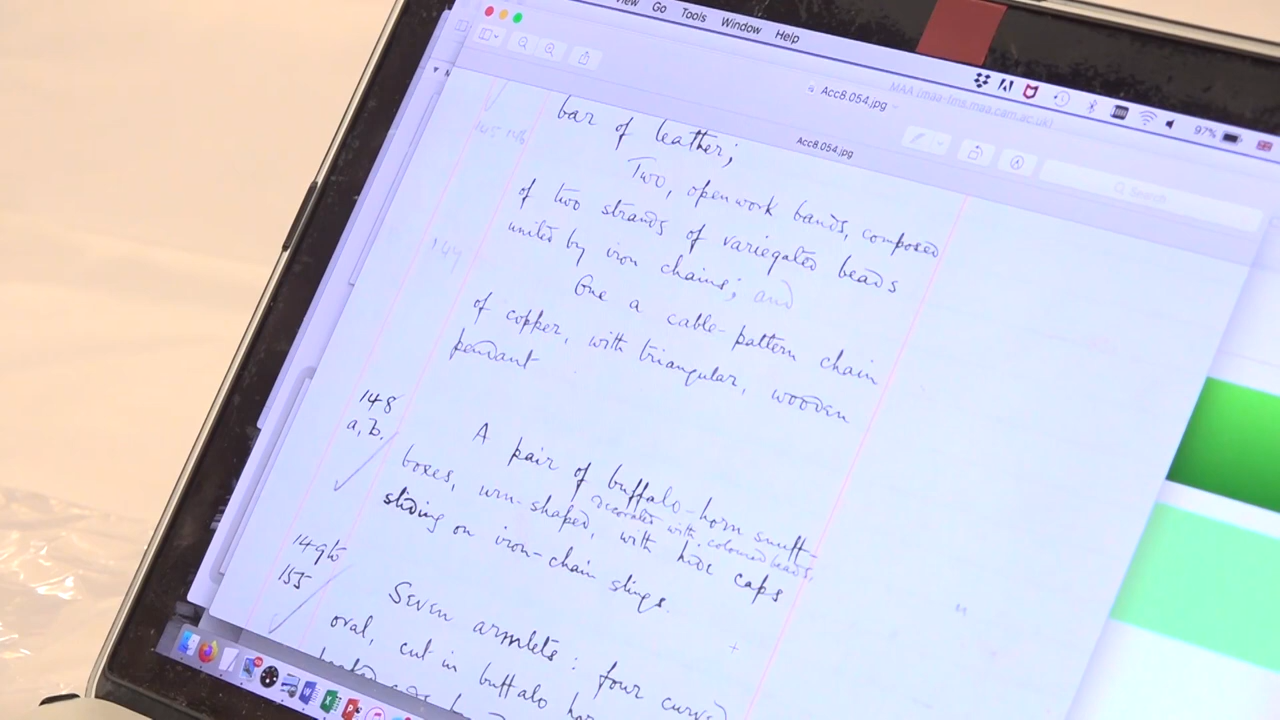 View Go Tools Window Help
97%
MAA (maa-ims.maa.cam.ac.uk)
Acc8.054.jpg
Acc8.054.jpg
Search
bar of leather;
Two, openwork bands, composed
of two strands of variegated beads
united by iron chains; and
One a cable-pattern chain
of copper, with triangular, wooden
pendant
148
a, b.
A pair of buffalo-horn snuff-
boxes, urn-shaped, with hide caps
decorated with coloured beads,
sliding on iron-chain slings.
149 to
155
Seven armlets: four curved
oval, cut in buffalo